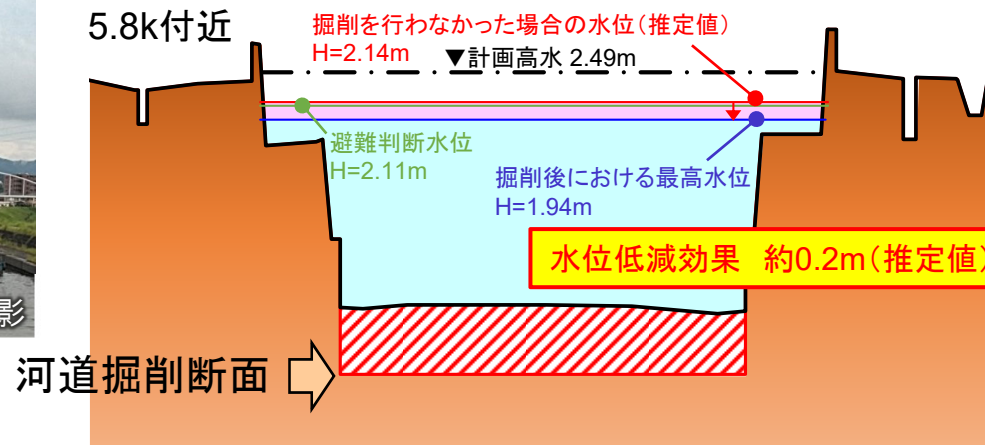 5.8k付近
掘削を行わなかった場合の水位(推定値)
H=2.14m
▼計画高水 2.49m
避難判断水位
H=2.11m
掘削後における最高水位
H=1.94m
水位低減効果 約0.2m(推定値)
影
河道掘削断面